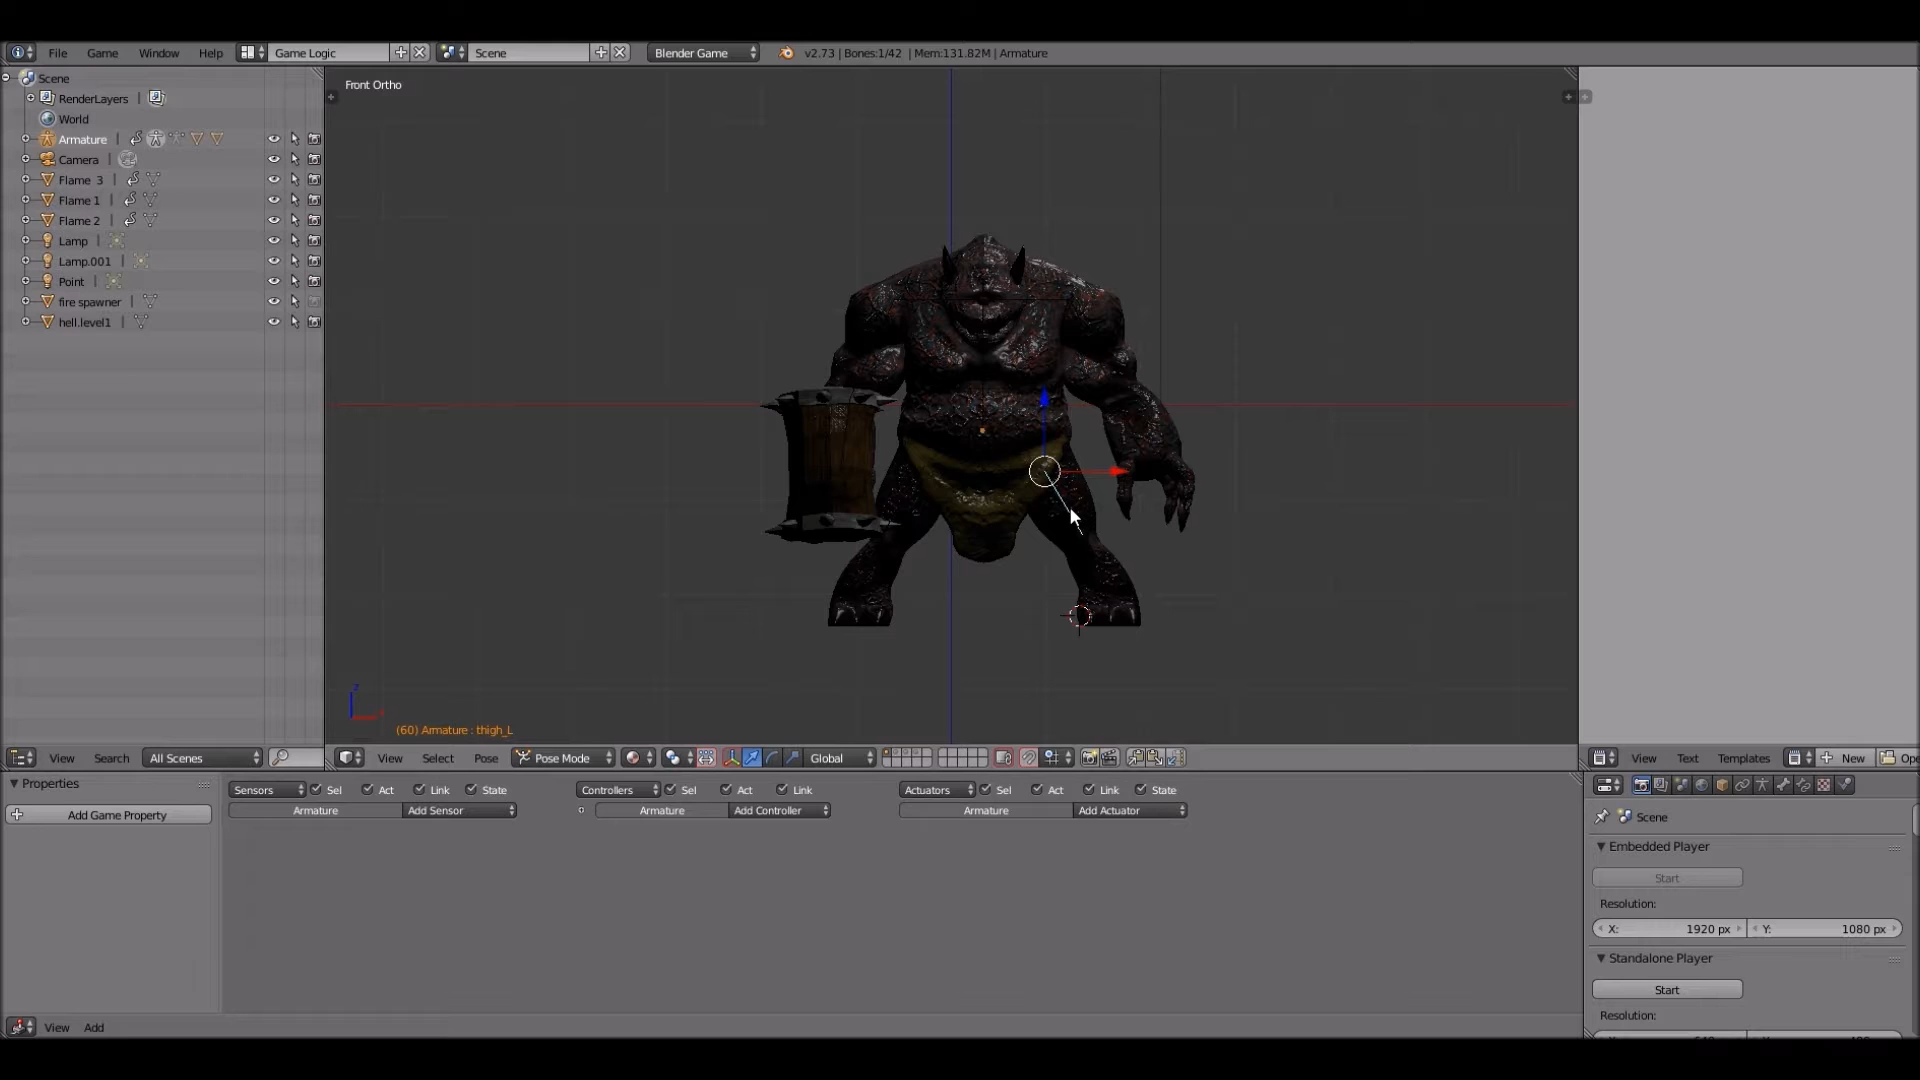 File Game Window Help Game Logic Scene Blender Game v2.73 | Bones:1/42 | Mem:131.82M | Armature
Scene
RenderLayers |
World
Armature |
Camera |
Flame 3 |
Flame 1 |
Flame 2 |
Lamp |
Lamp.001 |
Point |
fire spawner |
hell.level1 |
Front Ortho
z
(60) Armature : thigh_L
View Search All Scenes
View Select Pose Pose Mode Global
View Text Templates New
Properties
Add Game Property
Sensors Sel Act Link State
Armature Add Sensor
Controllers Sel Act Link
Armature Add Controller
Actuators Sel Act Link State
Armature Add Actuator
Scene
Embedded Player
Start
Resolution:
X: 1920 px Y: 1080 px
Standalone Player
Start
Resolution:
View Add